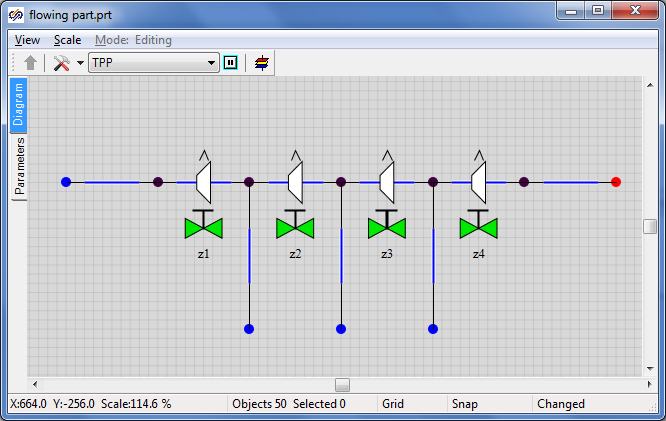 flowing part.prt
View Scale Mode: Editing
TPP
Diagram
Parameters
z1 z2 z3 z4
X:664.0 Y:-256.0 Scale:114.6 % Objects 50 Selected 0 Grid Snap Changed